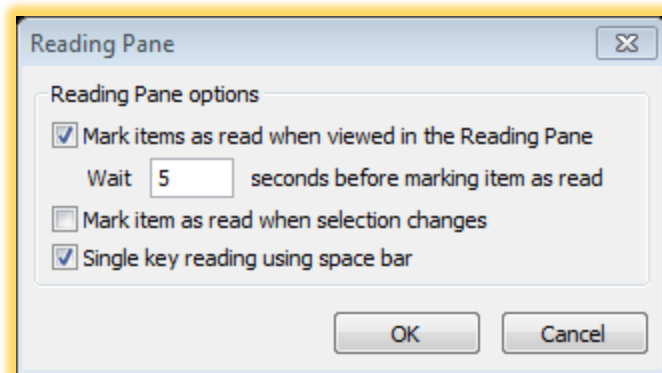 Reading Pane
Reading Pane options
Mark items as read when viewed in the Reading Pane
Wait 5 seconds before marking item as read
Mark item as read when selection changes
Single key reading using space bar
OK Cancel